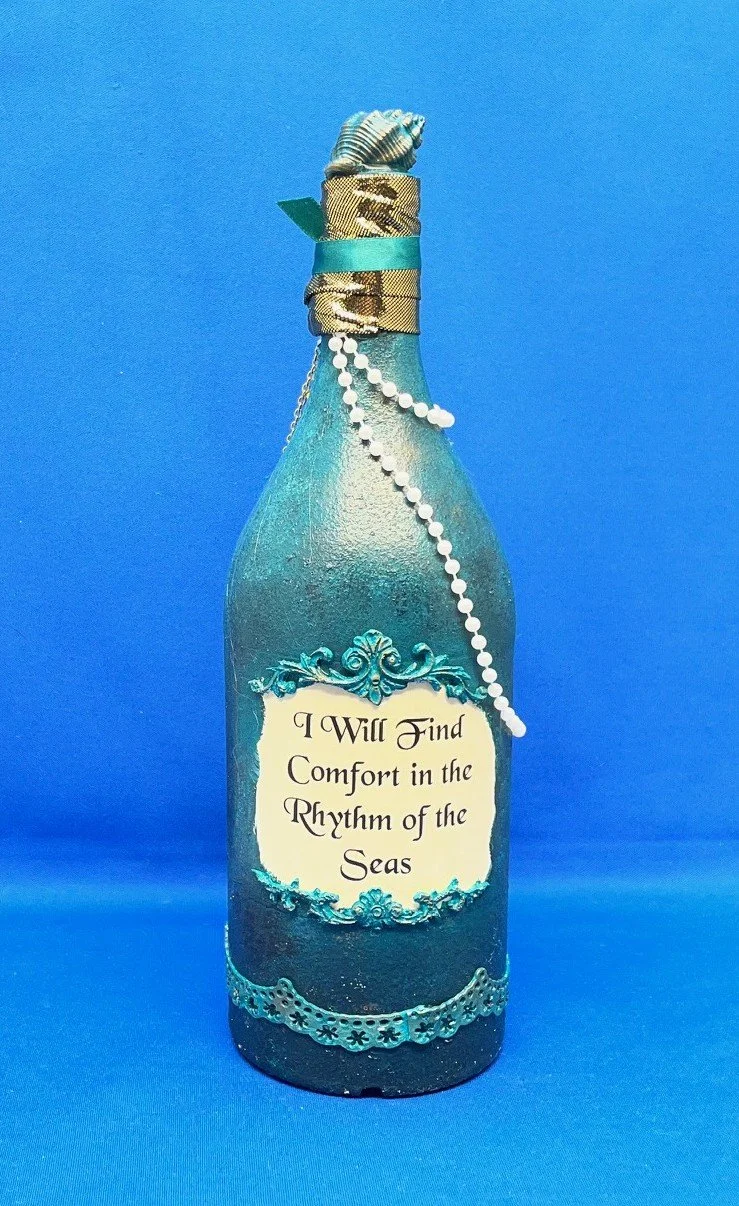 I Will Find
Comfort in the
Rhythm of the
Seas